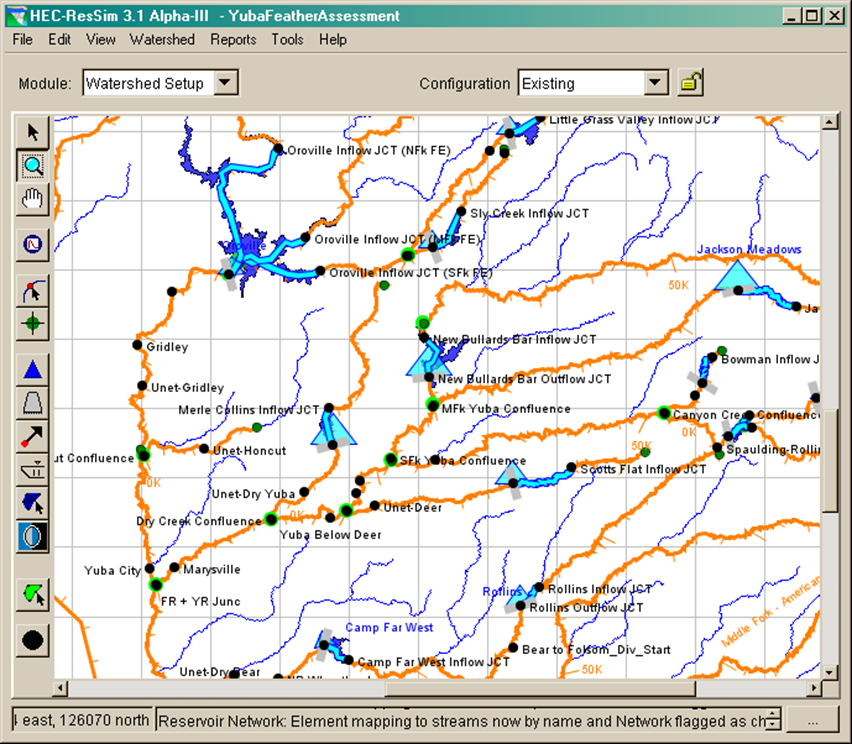 HEC-ResSim 3.1 Alpha-III - YubaFeatherAssessment
File Edit View Watershed Reports Tools Help
Module: Watershed Setup Configuration Existing
Little Grass Valley Inflow JCT
Oroville Inflow JCT (NFk FE)
Sly Creek Inflow JCT
Oroville Inflow JCT (MFk FE)
Jackson Meadows
Oroville Inflow JCT (SFk FE)
50K
Ja
New Bullards Bar Inflow JCT
Gridley
Bowman Inflow J
New Bullards Bar Outflow JCT
Unet-Gridley
Merle Collins Inflow JCT
MFk Yuba Confluence
Canyon Creek Confluence
0K
50K
Unet-Honcut
Spaulding-Rollin
ut Confluence
SFk Yuba Confluence
Scotts Flat Inflow JCT
0K
Unet-Dry Yuba
Unet-Deer
0K
Dry Creek Confluence
Yuba Below Deer
Yuba City
Marysville
Rollins
Rollins Inflow JCT
FR + YR Junc
Rollins Outflow JCT
Middle Fork - American
Camp Far West
Bear to Folsom_Div_Start
Camp Far West Inflow JCT
Unet-Dry Bear
50K
l east, 126070 north Reservoir Network: Element mapping to streams now by name and Network flagged as ch ...